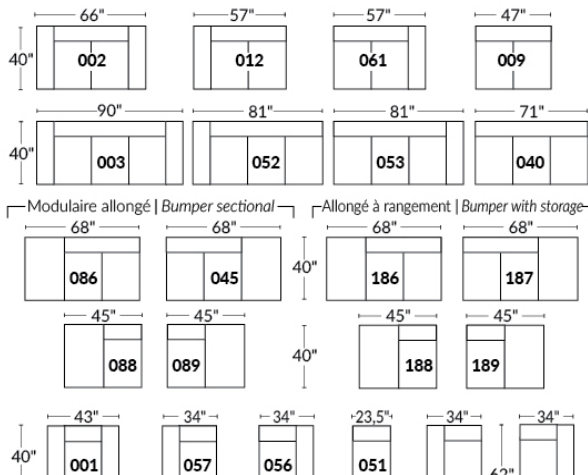 66" 57" 57" 47"
40" 002 012 061 009
90" 81" 81" 71"
40" 003 052 053 040
Modulaire allongé | Bumper sectional Allongé à rangement | Bumper with storage
68" 68" 68" 68"
086 045 40" 186 187
45" 45" 45" 45"
088 089 40" 188 189
43" 34" 34" 23,5" 34" 34"
40" 001 057 056 051
62"